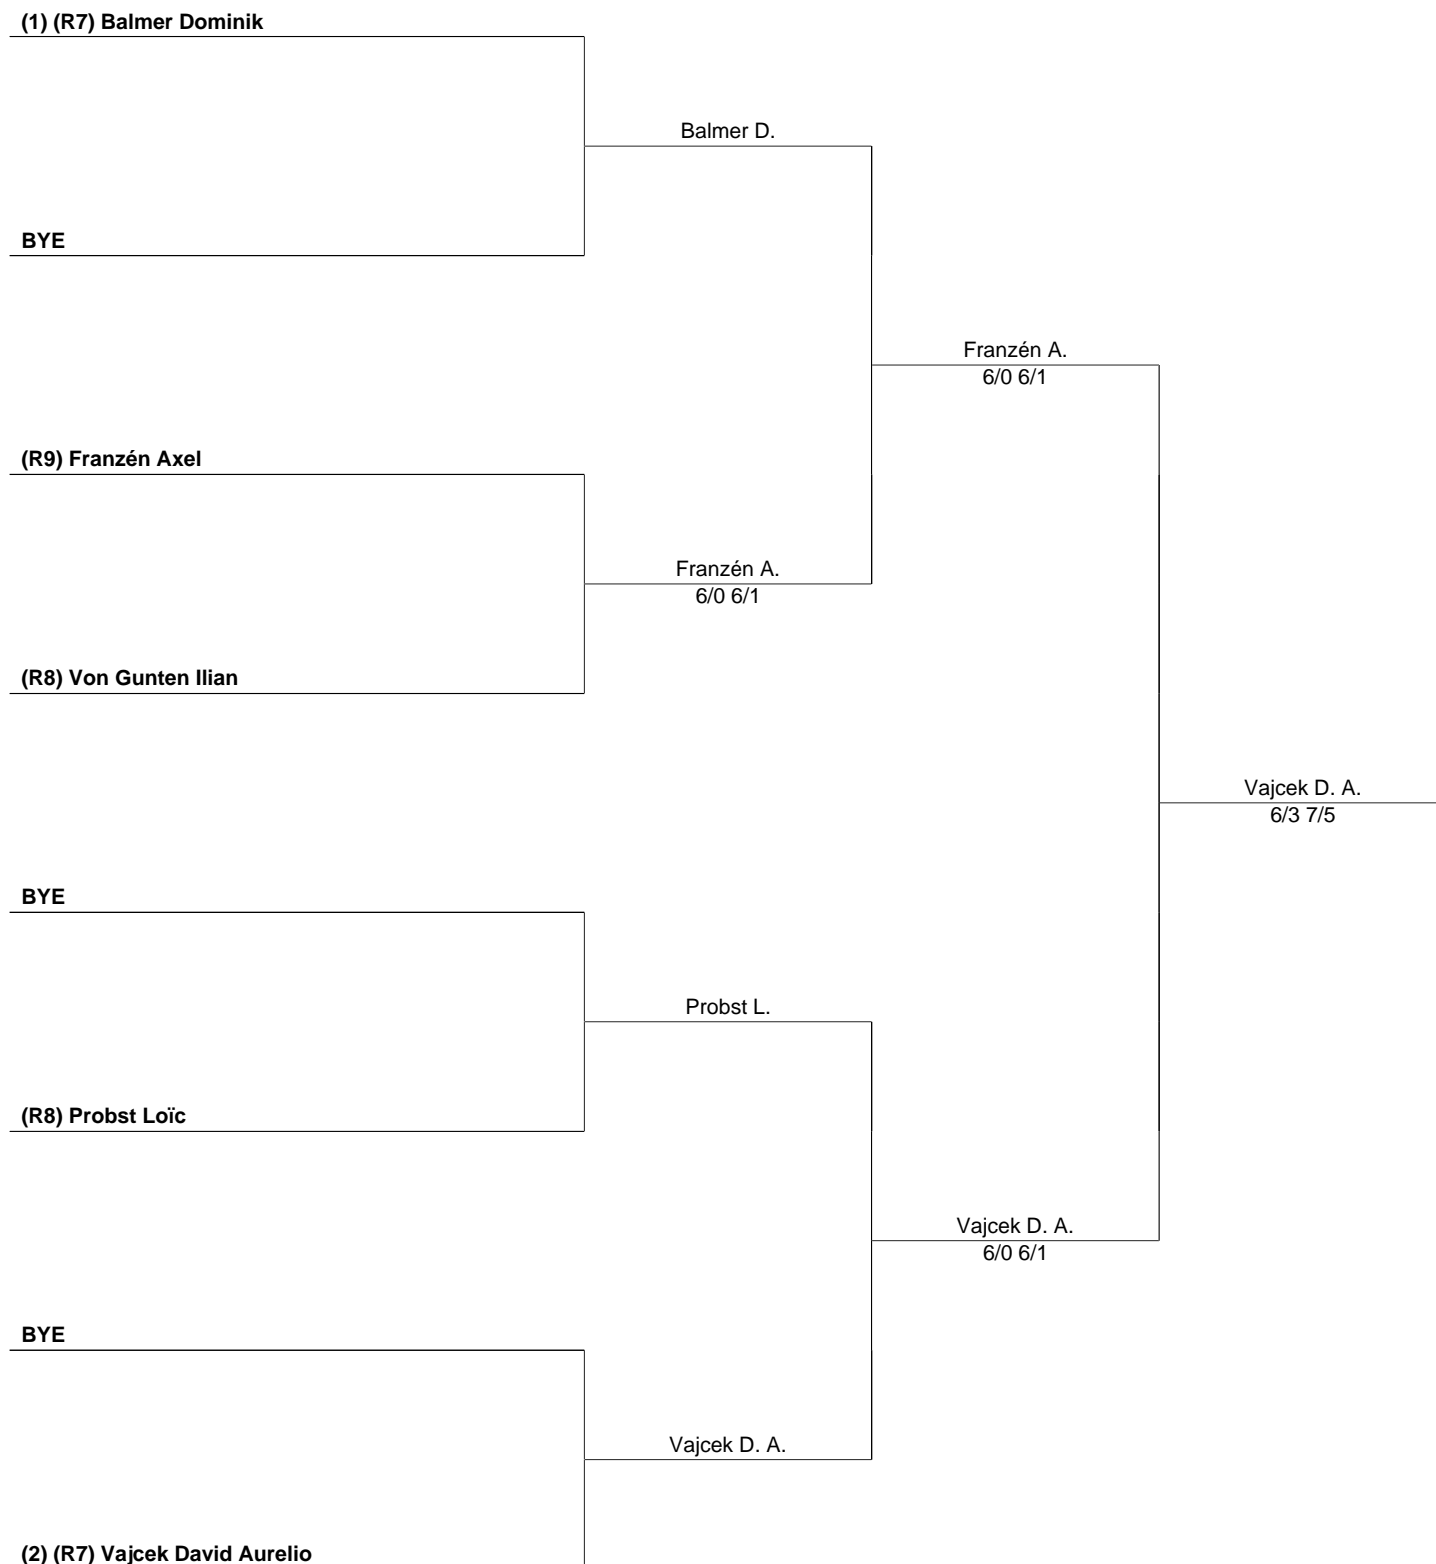 (1) (R7) Balmer Dominik
Balmer D.
BYE
Franzén A.
6/0 6/1
(R9) Franzén Axel
Franzén A.
6/0 6/1
(R8) Von Gunten Ilian
Vajcek D. A.
6/3 7/5
BYE
Probst L.
(R8) Probst Loïc
Vajcek D. A.
6/0 6/1
BYE
Vajcek D. A.
(2) (R7) Vajcek David Aurelio